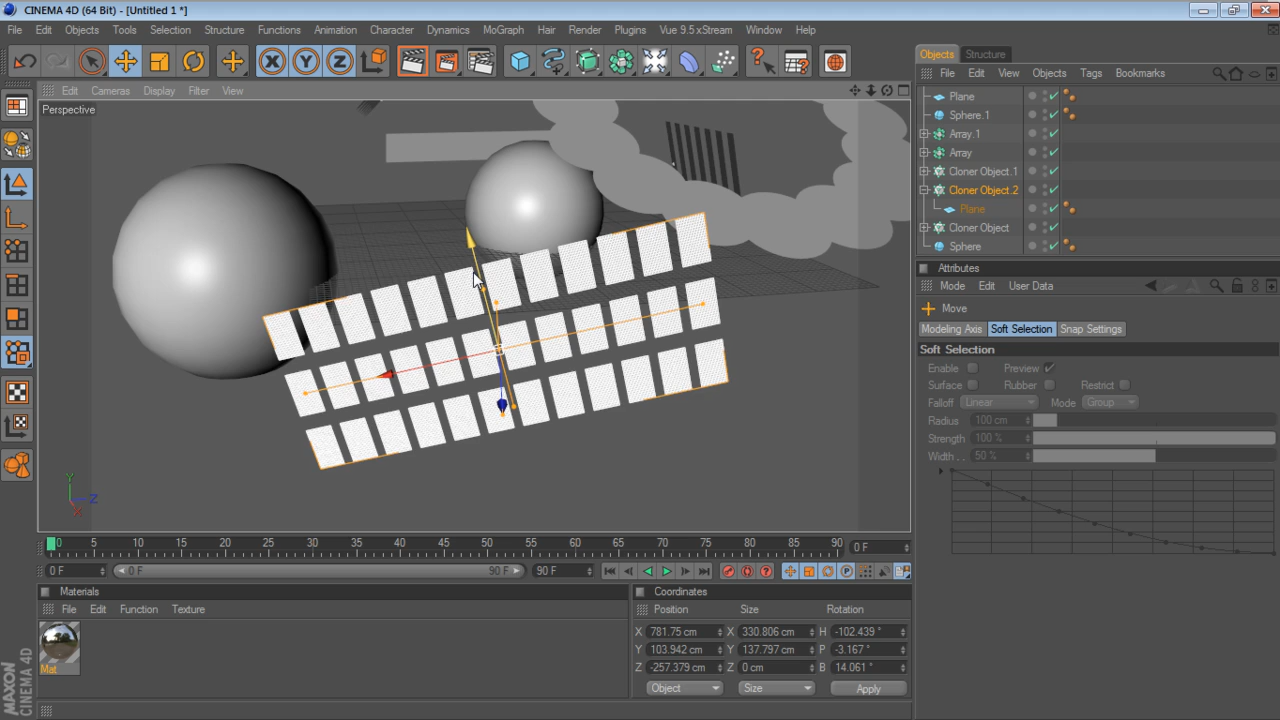 CINEMA 4D (64 Bit) - [Untitled 1 *]
File Edit Objects Tools Selection Structure Functions Animation Character Dynamics MoGraph Hair Render Plugins Vue 9.5 xStream Window Help
Edit Cameras Display Filter View
Perspective
Y
Z
X
0 5 10 15 20 25 30 35 40 45 50 55 60 65 70 75 80 85 90
0 F
0 F
0 F
90 F
90 F
Materials
File Edit Function Texture
Mat
MAXON
CINEMA 4D
Coordinates
Position Size Rotation
X 781.75 cm X 330.806 cm H -102.439 °
Y 103.942 cm Y 137.797 cm P -3.167 °
Z -257.379 cm Z 0 cm B 14.061 °
Object Size Apply
Objects Structure
File Edit View Objects Tags Bookmarks
Plane
Sphere.1
Array.1
Array
Cloner Object.1
Cloner Object.2
Plane
Cloner Object
Sphere
Attributes
Mode Edit User Data
Move
Modeling Axis Soft Selection Snap Settings
Soft Selection
Enable Preview
Surface Rubber Restrict
Falloff Linear Mode Group
Radius 100 cm
Strength 100 %
Width . . 50 %